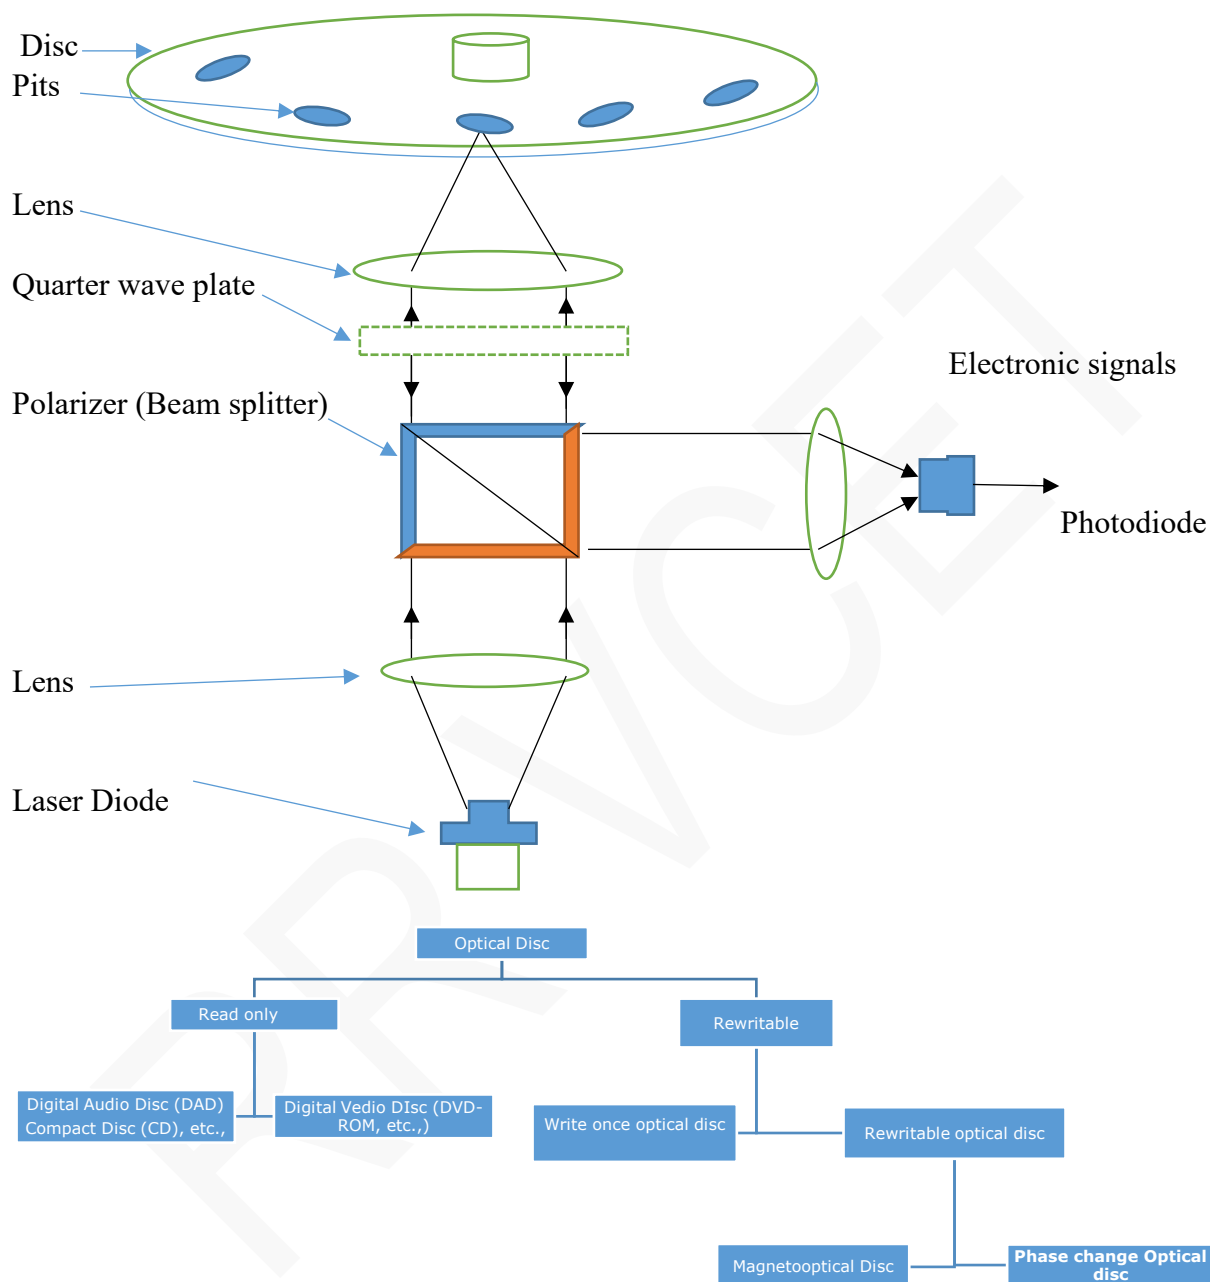 Disc
Pits
Lens
Quarter wave plate
Electronic signals
Polarizer (Beam splitter)
Photodiode
Lens
Laser Diode
Optical Disc
Read only
Rewritable
Digital Audio Disc (DAD)
Compact Disc (CD), etc.,
Digital Vedio DIsc (DVD-
ROM, etc.,)
Write once optical disc
Rewritable optical disc
Magnetooptical Disc
Phase change Optical
disc
RRVCET